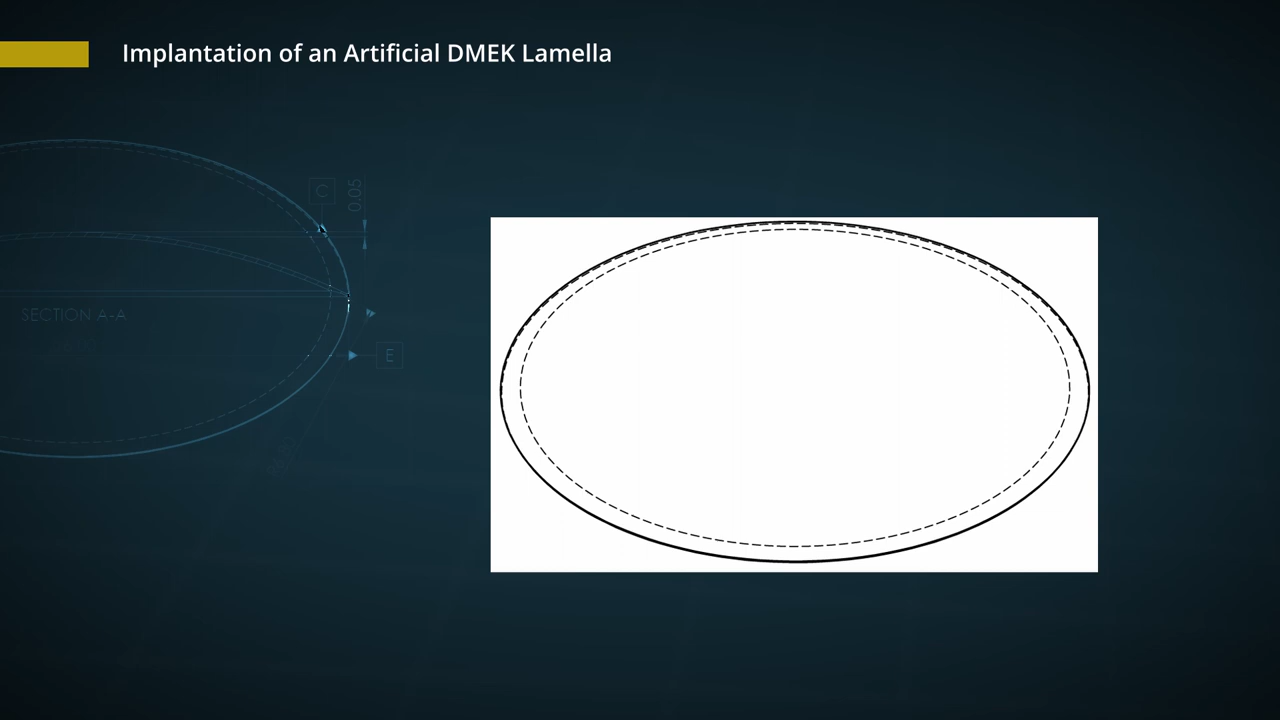 Implantation of an Artificial DMEK Lamella
C
0.05
SECTION A-A
E